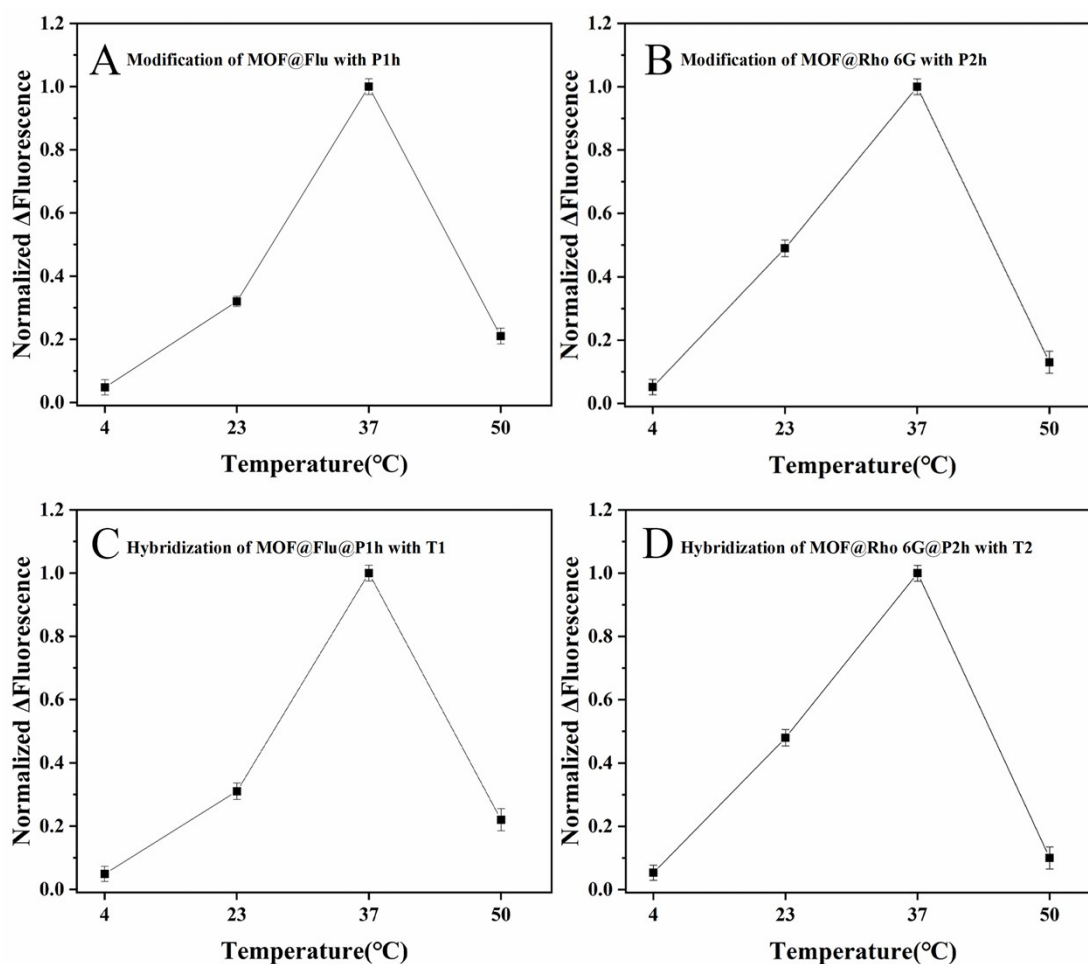 A Modification of MOF@Flu with P1h
Normalized ΔFluorescence
1.2
1.0
0.8
0.6
0.4
0.2
0.0
4 23 37 50
Temperature(°C)
B Modification of MOF@Rho 6G with P2h
Normalized ΔFluorescence
1.2
1.0
0.8
0.6
0.4
0.2
0.0
4 23 37 50
Temperature(°C)
C Hybridization of MOF@Flu@P1h with T1
Normalized ΔFluorescence
1.2
1.0
0.8
0.6
0.4
0.2
0.0
4 23 37 50
Temperature(°C)
D Hybridization of MOF@Rho 6G@P2h with T2
Normalized ΔFluorescence
1.2
1.0
0.8
0.6
0.4
0.2
0.0
4 23 37 50
Temperature(°C)